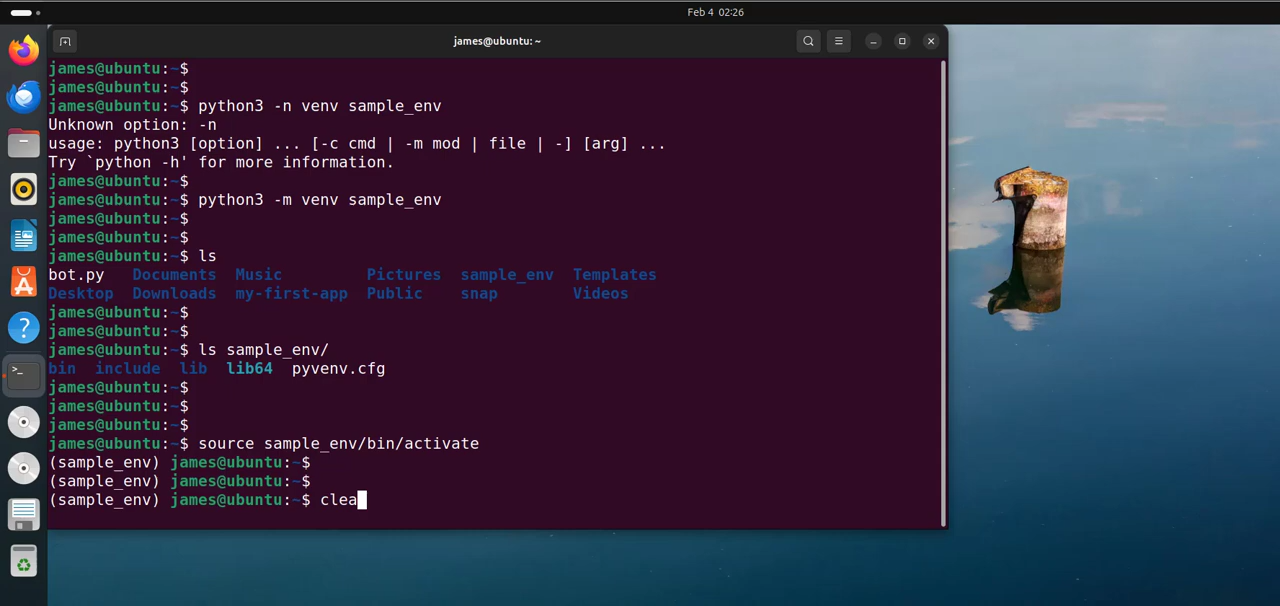 Feb 4 02:26
james@ubuntu: ~
james@ubuntu:~$
james@ubuntu:~$
james@ubuntu:~$ python3 -n venv sample_env
Unknown option: -n
usage: python3 [option] ... [-c cmd | -m mod | file | -] [arg] ...
Try `python -h' for more information.
james@ubuntu:~$
james@ubuntu:~$ python3 -m venv sample_env
james@ubuntu:~$
james@ubuntu:~$
james@ubuntu:~$ ls
bot.py Documents Music Pictures sample_env Templates
Desktop Downloads my-first-app Public snap Videos
james@ubuntu:~$
james@ubuntu:~$
james@ubuntu:~$ ls sample_env/
bin include lib lib64 pyvenv.cfg
james@ubuntu:~$
james@ubuntu:~$
james@ubuntu:~$
james@ubuntu:~$ source sample_env/bin/activate
(sample_env) james@ubuntu:~$
(sample_env) james@ubuntu:~$
(sample_env) james@ubuntu:~$ clea